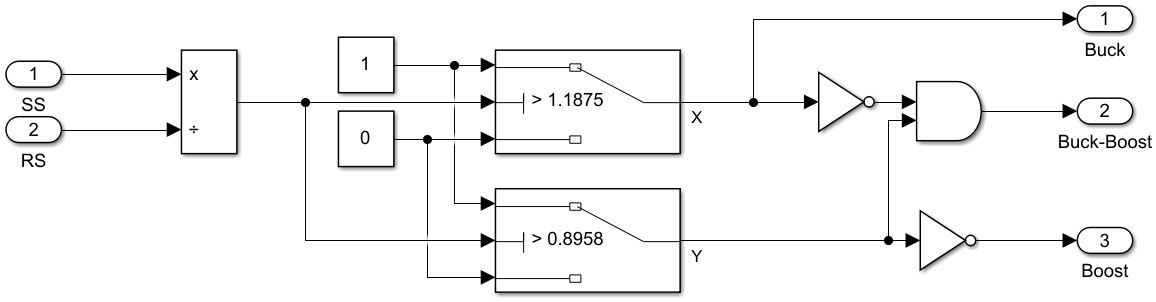 1
SS
2
RS
x
÷
1
0
> 1.1875
X
> 0.8958
Y
1
Buck
2
Buck-Boost
3
Boost